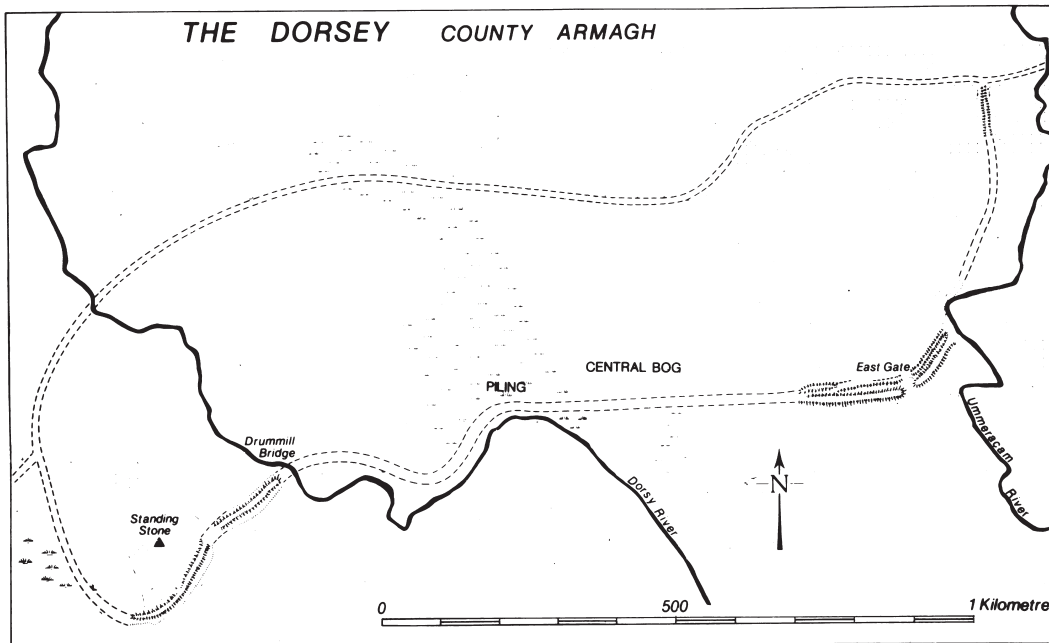 THE DORSEY COUNTY ARMAGH
CENTRAL BOG
East Gate
PILING
Drummill
Bridge
Ummeracam
River
Dorsy River
N
Standing
Stone
0 500 1 Kilometre